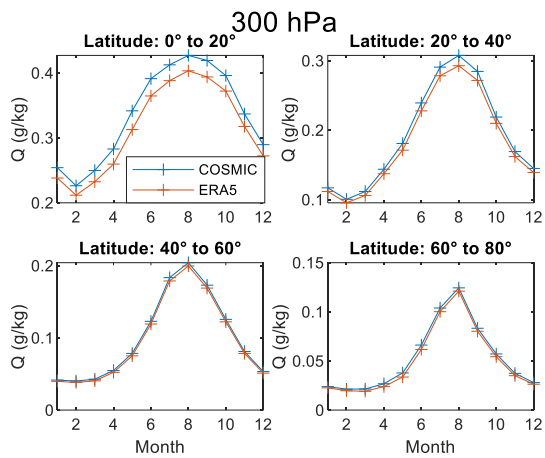 300 hPa
Latitude: 0° to 20°
Q (g/kg)
0.4
0.3
0.2
2 4 6 8 10 12
COSMIC
ERA5
Latitude: 20° to 40°
Q (g/kg)
0.3
0.2
0.1
2 4 6 8 10 12
Latitude: 40° to 60°
Q (g/kg)
0.2
0.1
0
2 4 6 8 10 12
Month
Latitude: 60° to 80°
Q (g/kg)
0.15
0.1
0.05
0
2 4 6 8 10 12
Month